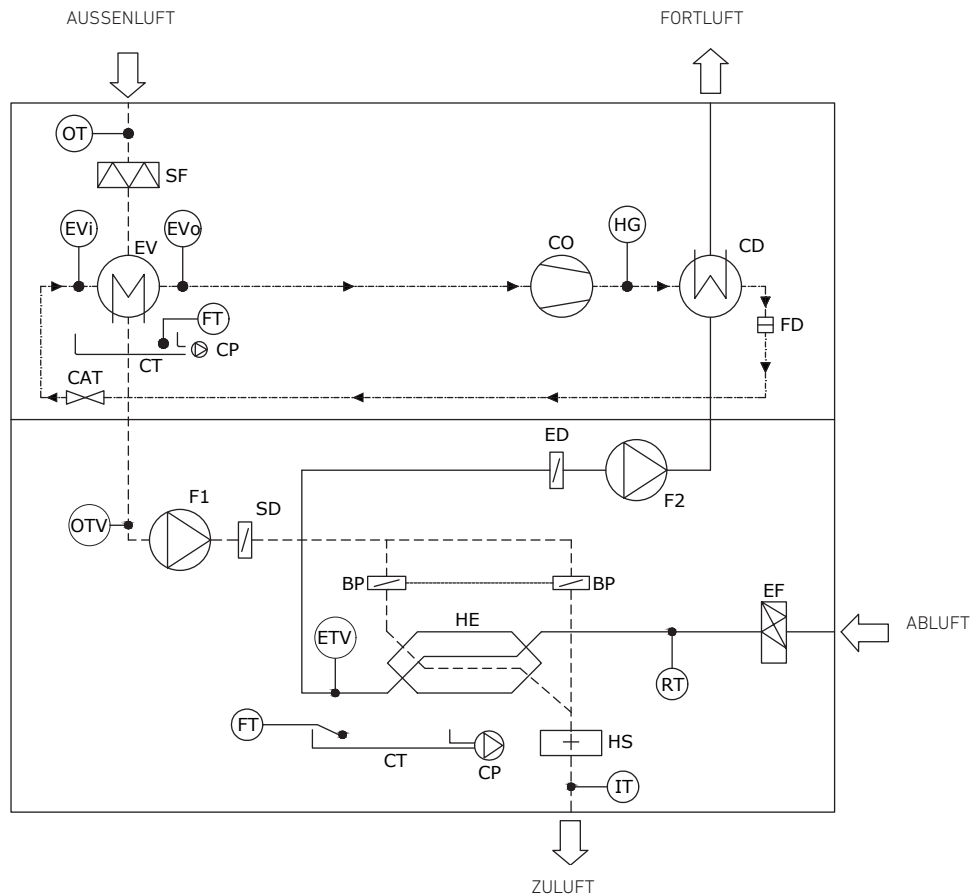 AUSSENLUFT
FORTLUFT
OT
SF
EVi
EV
EVo
CO
HG
CD
FT
FD
CP
CT
CAT
ED
F2
F1
SD
OTV
BP
BP
EF
HE
ABLUFT
ETV
RT
FT
CT
CP
HS
IT
ZULUFT